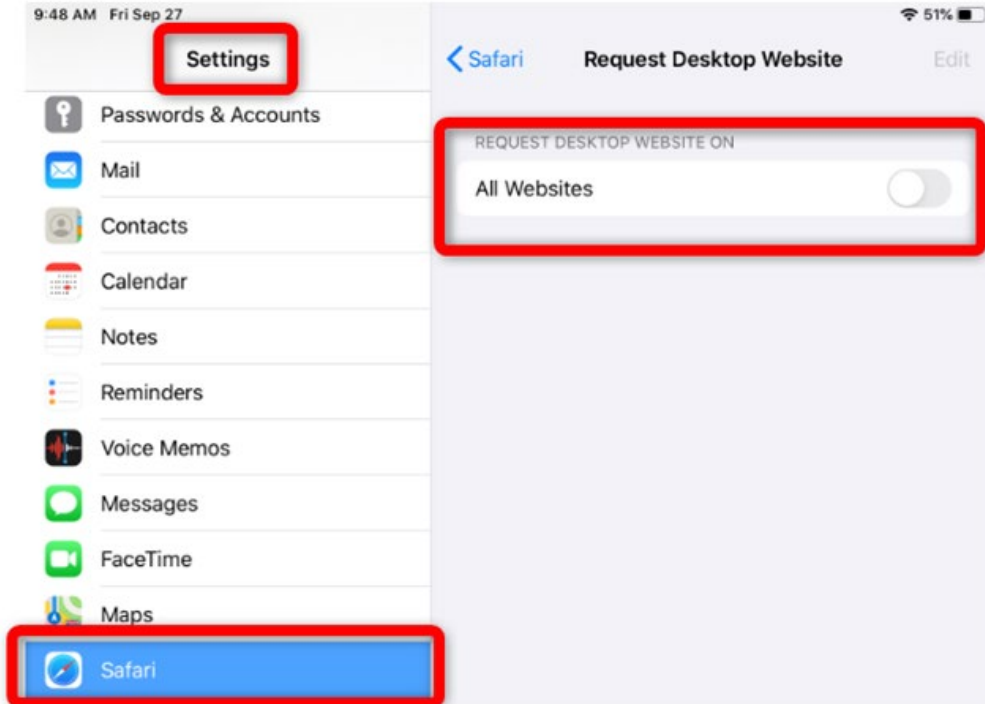 9:48 AM Fri Sep 27
51%
Settings
Passwords & Accounts
Mail
Contacts
Calendar
Notes
Reminders
Voice Memos
Messages
FaceTime
Maps
Safari
Safari Request Desktop Website Edit
REQUEST DESKTOP WEBSITE ON
All Websites